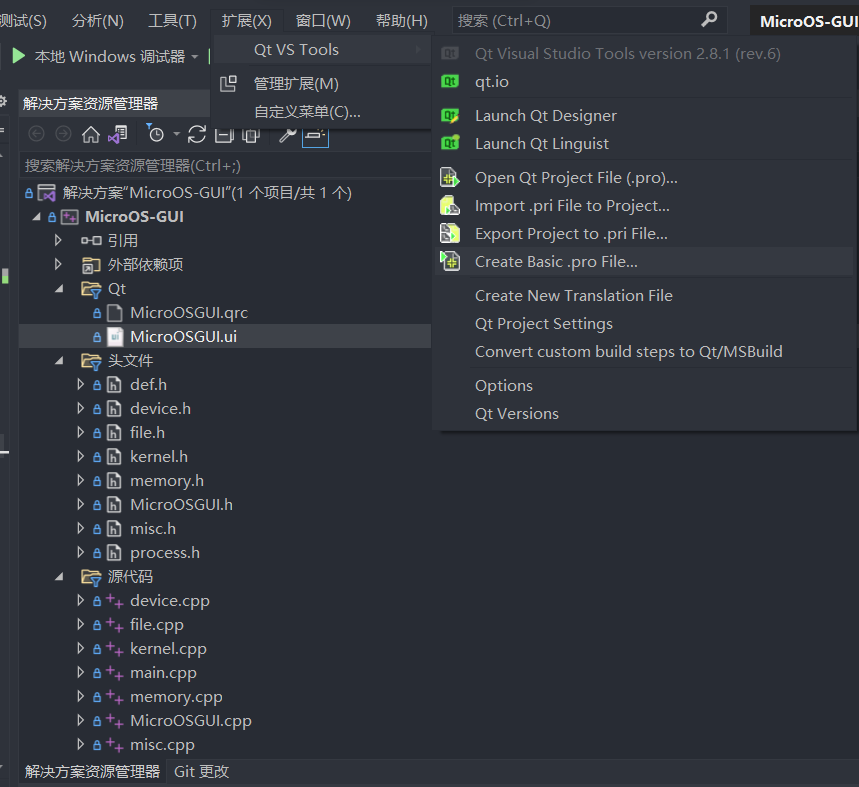 测试(S) 分析(N) 工具(T) 扩展(X) 窗口(W) 帮助(H) 搜索 (Ctrl+Q) MicroOS-GUI
本地 Windows 调试器
Qt VS Tools
管理扩展(M)
自定义菜单(C)...
Qt Visual Studio Tools version 2.8.1 (rev.6)
qt.io
Launch Qt Designer
Launch Qt Linguist
Open Qt Project File (.pro)...
Import .pri File to Project...
Export Project to .pri File...
Create Basic .pro File...
Create New Translation File
Qt Project Settings
Convert custom build steps to Qt/MSBuild
Options
Qt Versions
解决方案资源管理器
搜索解决方案资源管理器(Ctrl+;)
解决方案"MicroOS-GUI"(1 个项目/共 1 个)
MicroOS-GUI
引用
外部依赖项
Qt
MicroOSGUI.qrc
MicroOSGUI.ui
头文件
def.h
device.h
file.h
kernel.h
memory.h
MicroOSGUI.h
misc.h
process.h
源代码
device.cpp
file.cpp
kernel.cpp
main.cpp
memory.cpp
MicroOSGUI.cpp
misc.cpp
解决方案资源管理器 Git 更改